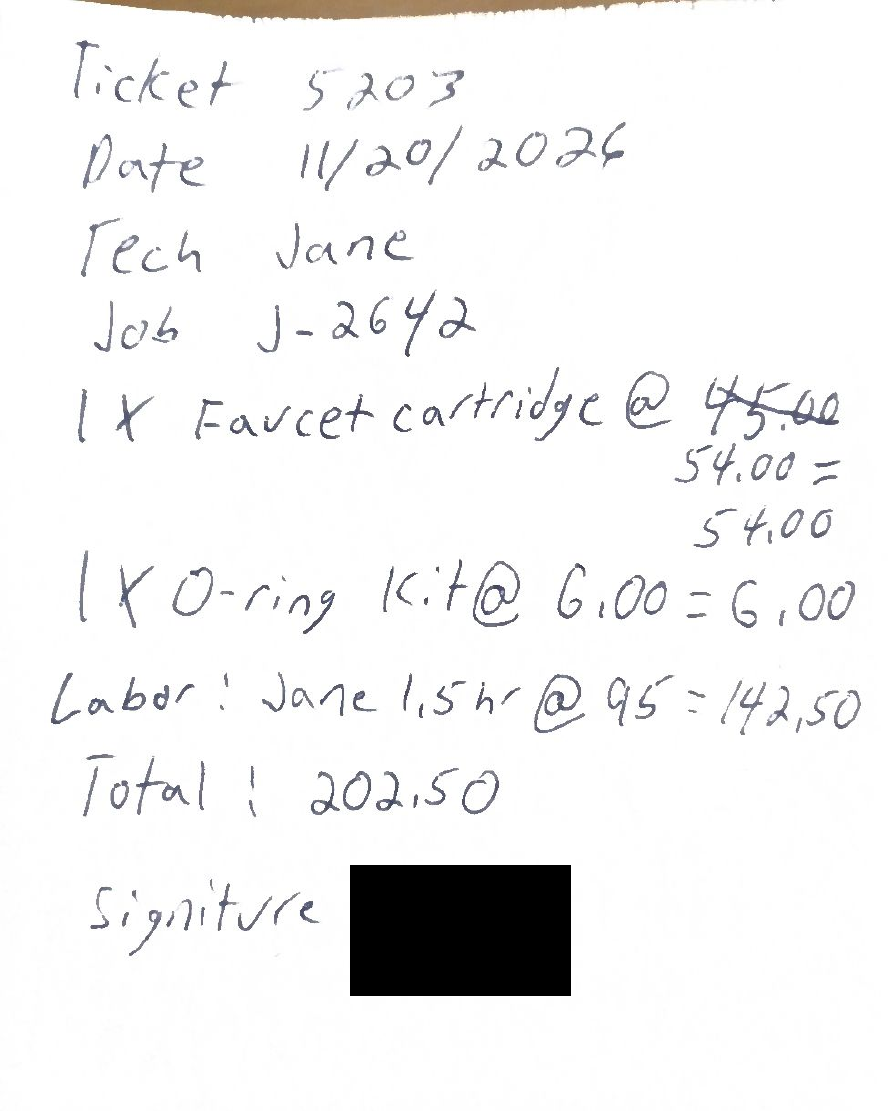 Ticket 5203
Date 11/20/2026
Tech Jane
Job J-2642
1 X Faucet cartridge @ 45.00
54.00 =
54.00
1 X O-ring Kit @ 6.00 = 6.00
Labor: Jane 1.5 hr @ 95 = 142.50
Total: 202.50
Signiture